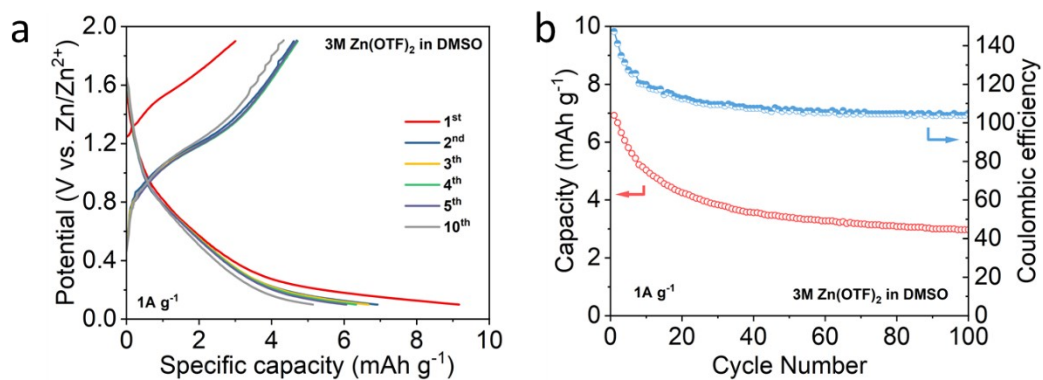 a
3M Zn(OTF)₂ in DMSO
1ˢᵗ
2ⁿᵈ
3ᵗʰ
4ᵗʰ
5ᵗʰ
10ᵗʰ
1A g⁻¹
Potential (V vs. Zn/Zn²⁺)
2.0
1.6
1.2
0.8
0.4
0.0
0 2 4 6 8 10
Specific capacity (mAh g⁻¹)
b
Capacity (mAh g⁻¹)
10
8
6
4
2
0
1A g⁻¹
3M Zn(OTF)₂ in DMSO
0 20 40 60 80 100
Cycle Number
140
120
100
80
60
40
20
0
Coulombic efficiency